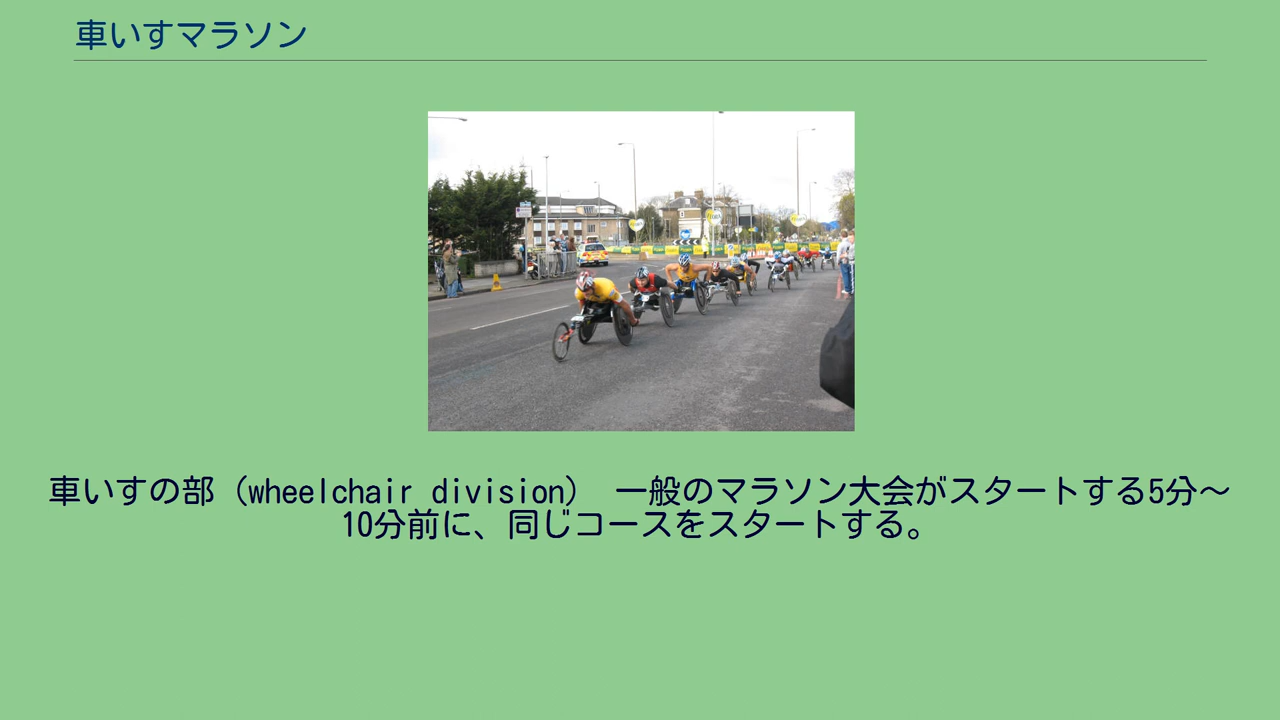 車いすマラソン
車いすの部（wheelchair division）　一般のマラソン大会がスタートする5分～
10分前に、同じコースをスタートする。